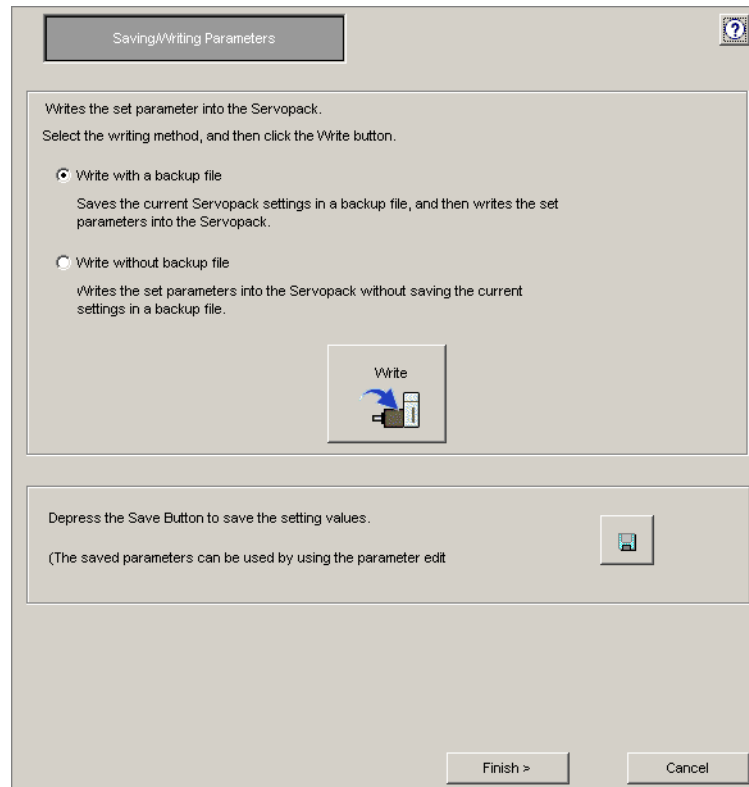 Saving/Writing Parameters
?
Writes the set parameter into the Servopack.
Select the writing method, and then click the Write button.
Write with a backup file
Saves the current Servopack settings in a backup file, and then writes the set
parameters into the Servopack.
Write without backup file
Writes the set parameters into the Servopack without saving the current
settings in a backup file.
Write
Depress the Save Button to save the setting values.
(The saved parameters can be used by using the parameter edit
Finish >
Cancel